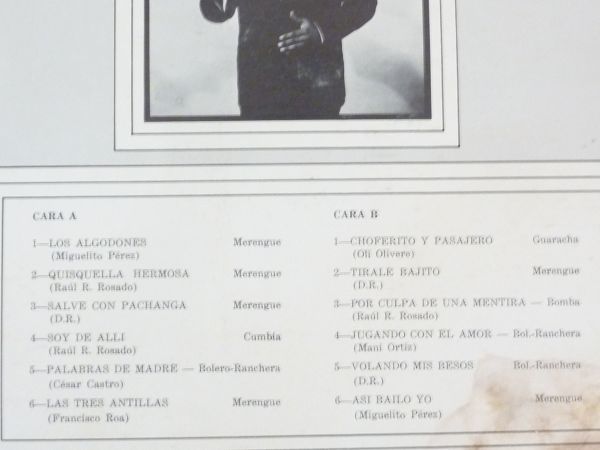 CARA A
1—LOS ALGODONES Merengue
(Miguelito Pérez)
2—QUISQUELLA HERMOSA Merengue
(Raúl R. Rosado)
3—SALVE CON PACHANGA Merengue
(D.R.)
4—SOY DE ALLI Cumbia
(Raúl R. Rosado)
5—PALABRAS DE MADRE — Bolero-Ranchera
(César Castro)
6—LAS TRES ANTILLAS Merengue
(Francisco Roa)
CARA B
1—CHOFERITO Y PASAJERO Guaracha
(Oli Olivere)
2—TIRALE BAJITO Merengue
(D.R.)
3—POR CULPA DE UNA MENTIRA — Bomba
(Raúl R. Rosado)
4—JUGANDO CON EL AMOR — Bol.-Ranchera
(Mani Ortiz)
5—VOLANDO MIS BESOS Bol.-Ranchera
(D.R.)
6—ASI BAILO YO Merengue
(Miguelito Pérez)